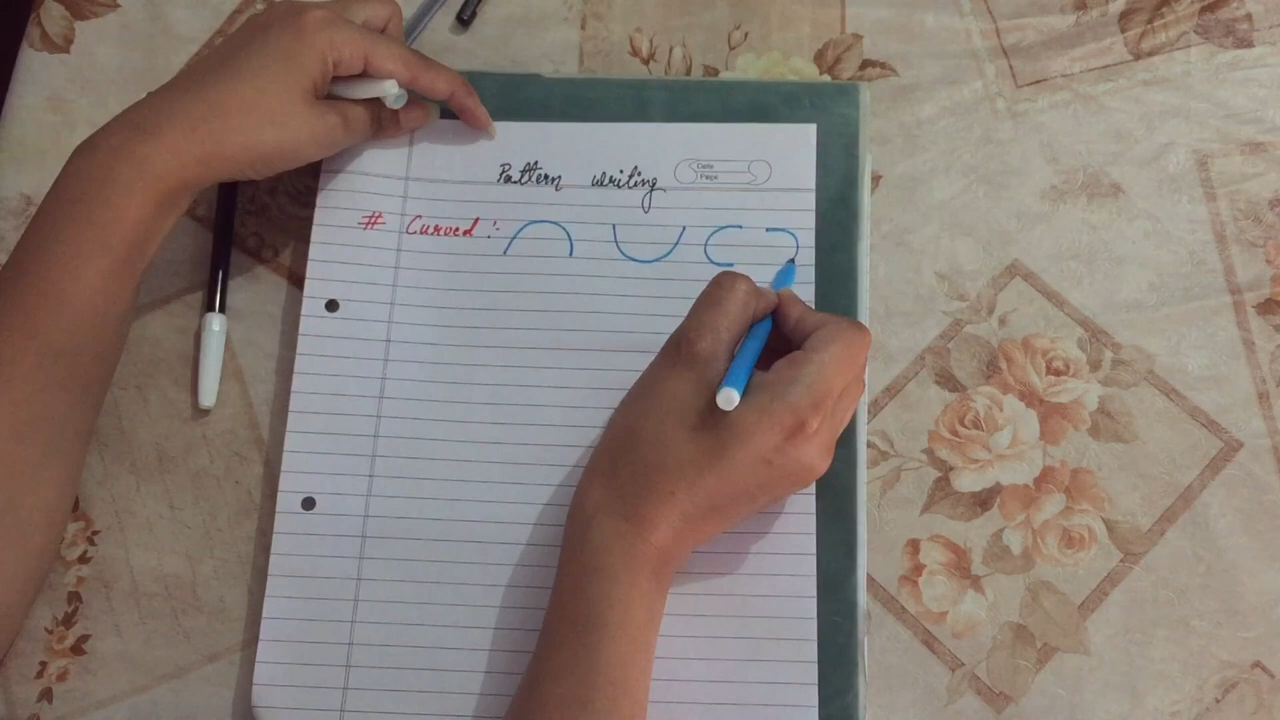 Pattern writing
Date
Page
# Curved :-